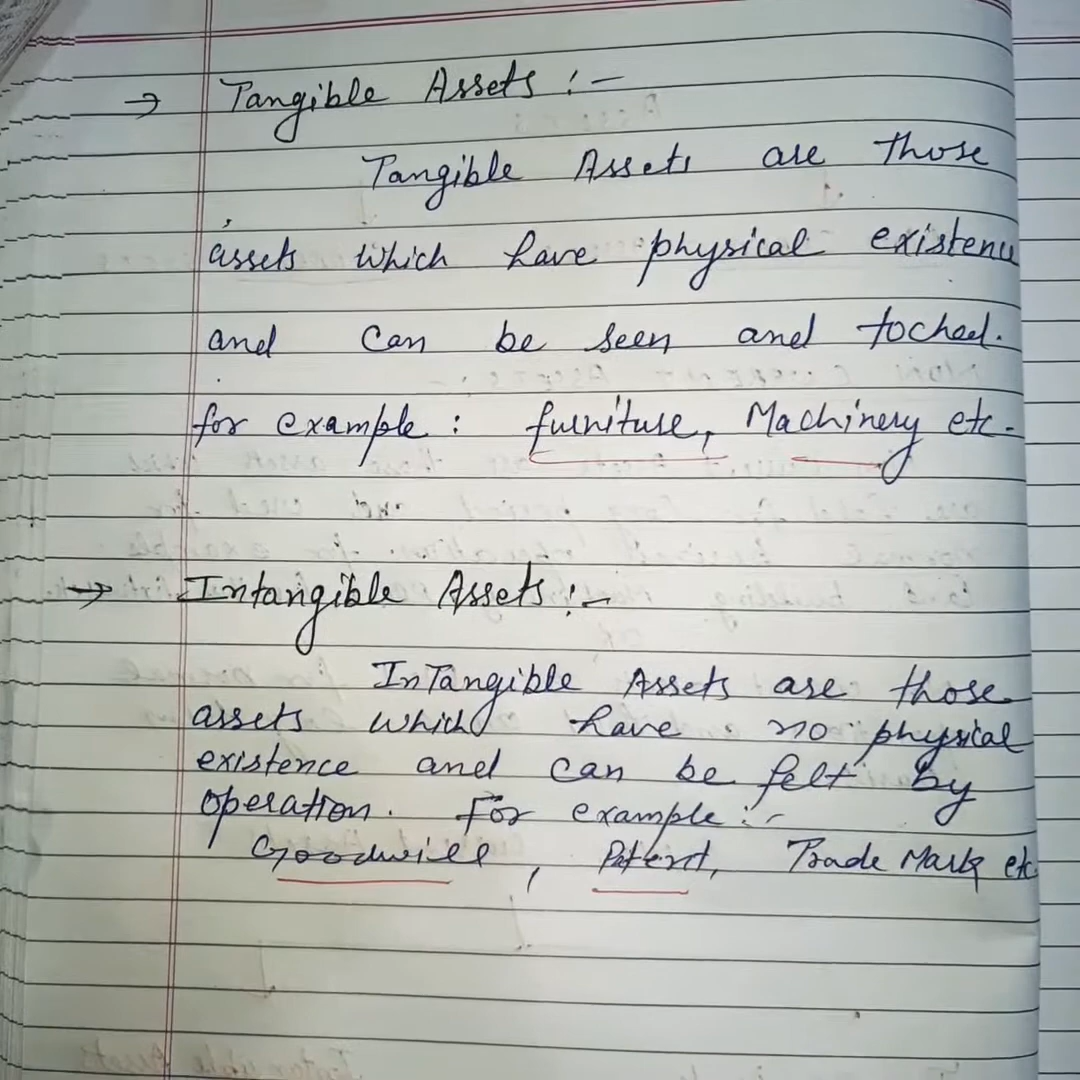 → Tangible Assets :-
Tangible Assets are those
assets which have physical existence
and can be seen and toched.
for example : furniture, Machinery etc.
→ Intangible Assets :-
InTangible Assets are those
assets which have no physical
existence and can be felt by
operation. For example :-
Goodwill, Patent, Trade Mark etc